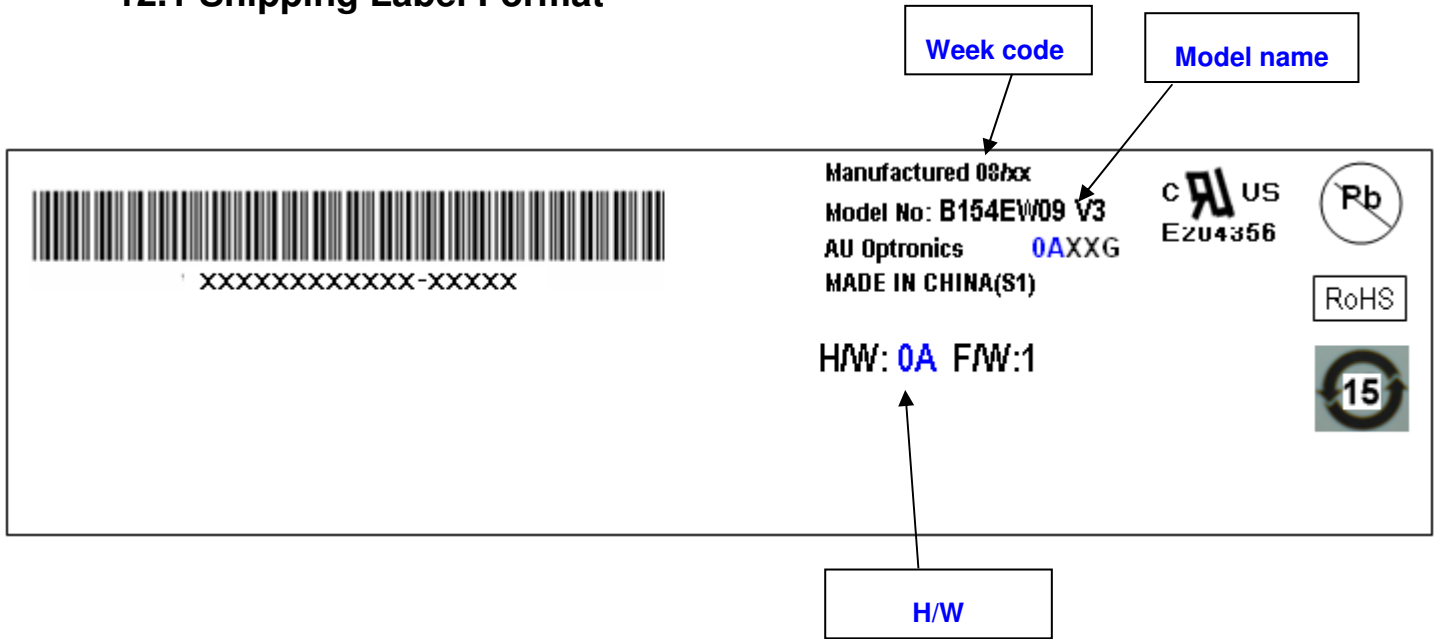 12.1 Shipping Label Format
Week code
Model name
Manufactured 08/xx
Model No: B154EW09 V3
AU Optronics 0AXXG
MADE IN CHINA(S1)
C RU US
E204356
Pb
XXXXXXXXXXXX-XXXXX
RoHS
H/W: 0A F/W:1
15
H/W